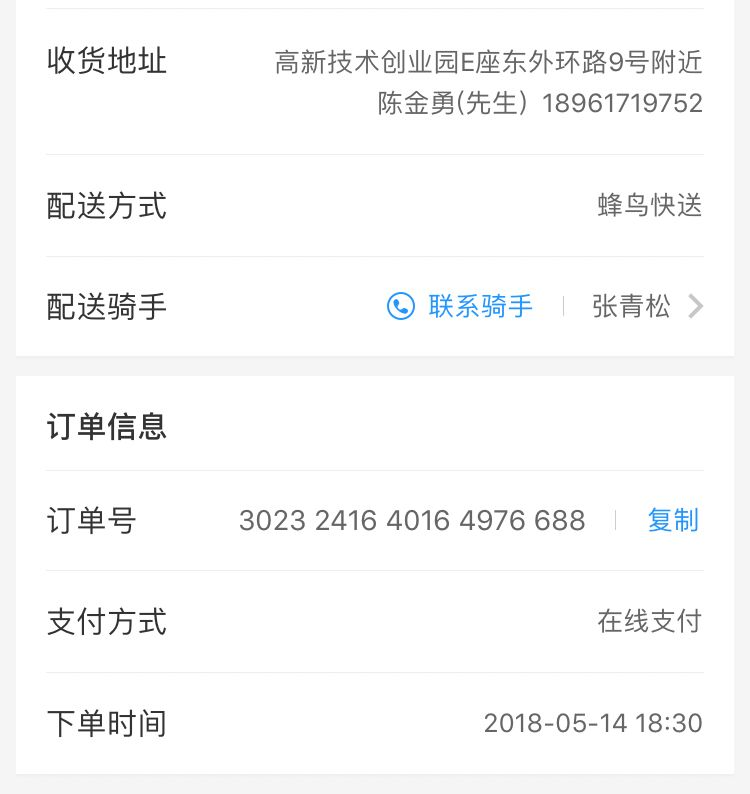 收货地址
高新技术创业园E座东外环路9号附近
陈金勇(先生) 18961719752
配送方式 蜂鸟快送
配送骑手 联系骑手 张青松
订单信息
订单号 3023 2416 4016 4976 688 复制
支付方式 在线支付
下单时间 2018-05-14 18:30